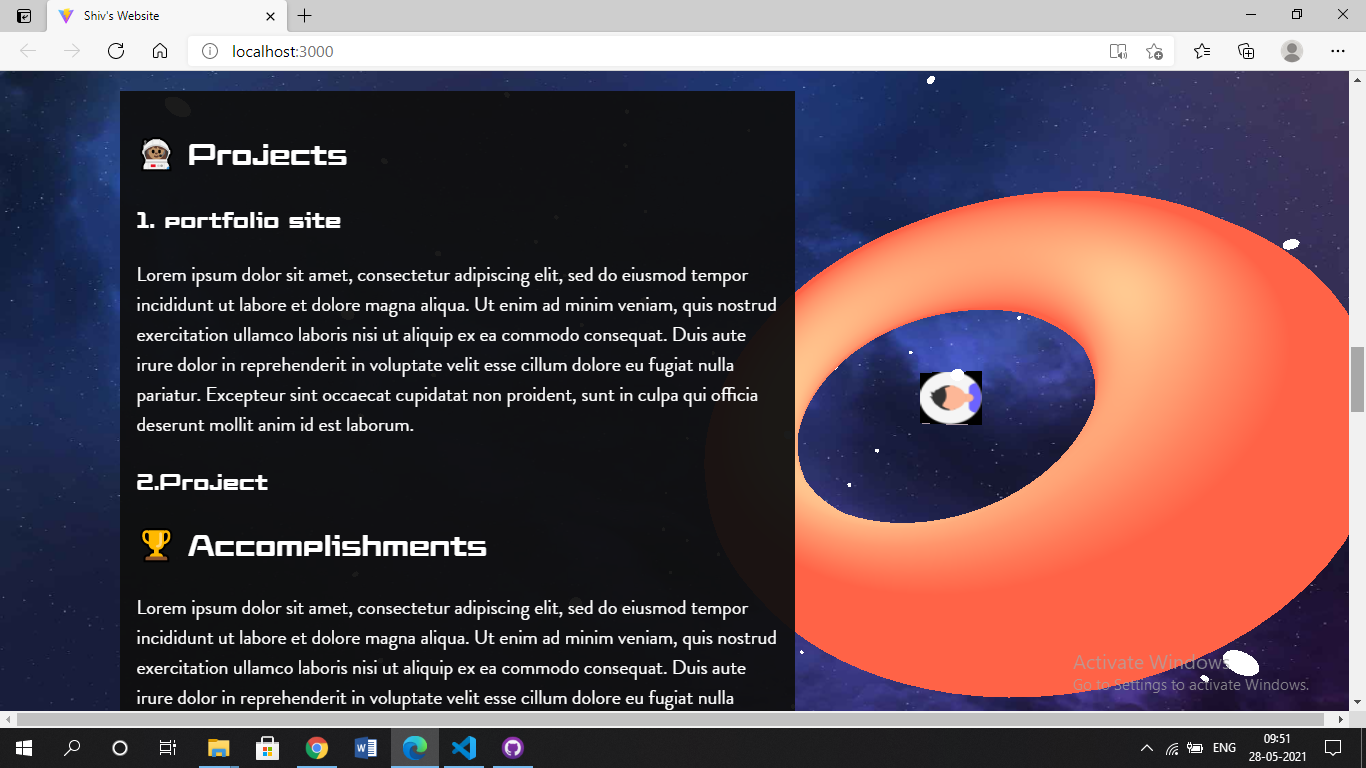 Shiv's Website
localhost:3000
Projects
1. portfolio site
Lorem ipsum dolor sit amet, consectetur adipiscing elit, sed do eiusmod tempor
incididunt ut labore et dolore magna aliqua. Ut enim ad minim veniam, quis nostrud
exercitation ullamco laboris nisi ut aliquip ex ea commodo consequat. Duis aute
irure dolor in reprehenderit in voluptate velit esse cillum dolore eu fugiat nulla
pariatur. Excepteur sint occaecat cupidatat non proident, sunt in culpa qui officia
deserunt mollit anim id est laborum.
2.Project
Accomplishments
Lorem ipsum dolor sit amet, consectetur adipiscing elit, sed do eiusmod tempor
incididunt ut labore et dolore magna aliqua. Ut enim ad minim veniam, quis nostrud
exercitation ullamco laboris nisi ut aliquip ex ea commodo consequat. Duis aute
irure dolor in reprehenderit in voluptate velit esse cillum dolore eu fugiat nulla
Activate Windows
Go to Settings to activate Windows.
ENG
09:51
28-05-2021